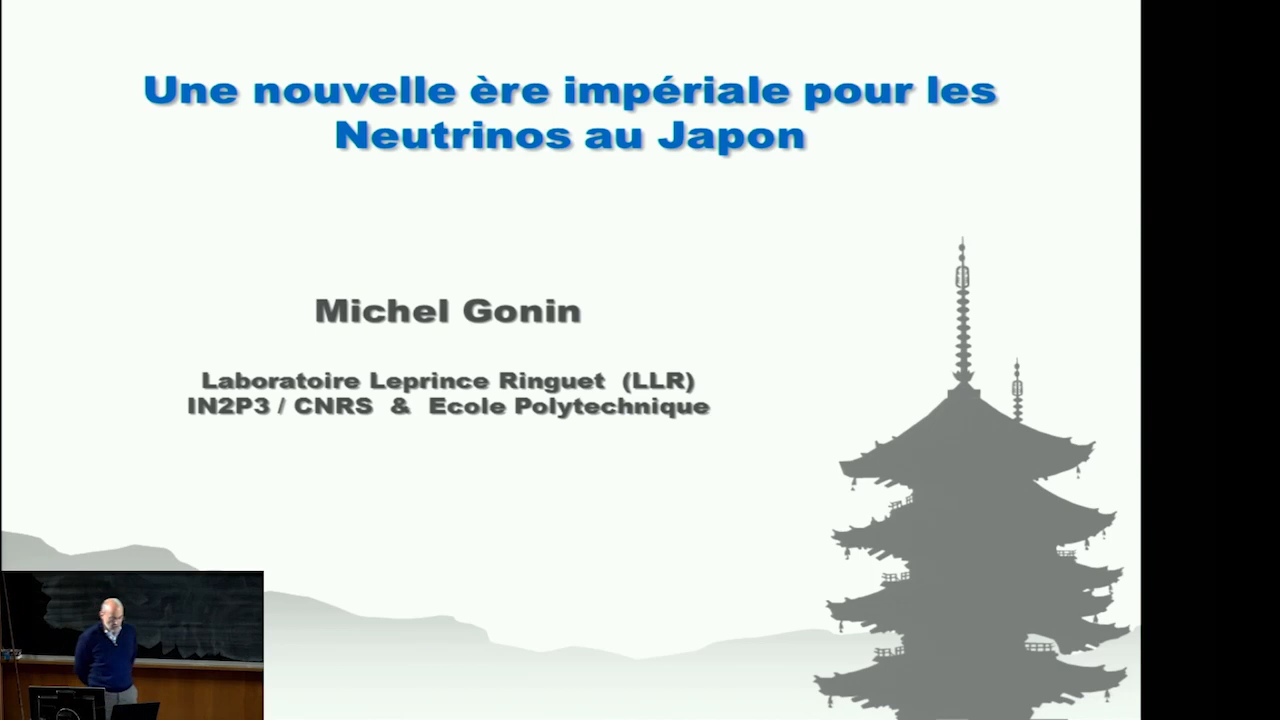 Une nouvelle ère impériale pour les
Neutrinos au Japon
Michel Gonin
Laboratoire Leprince Ringuet (LLR)
IN2P3 / CNRS & Ecole Polytechnique